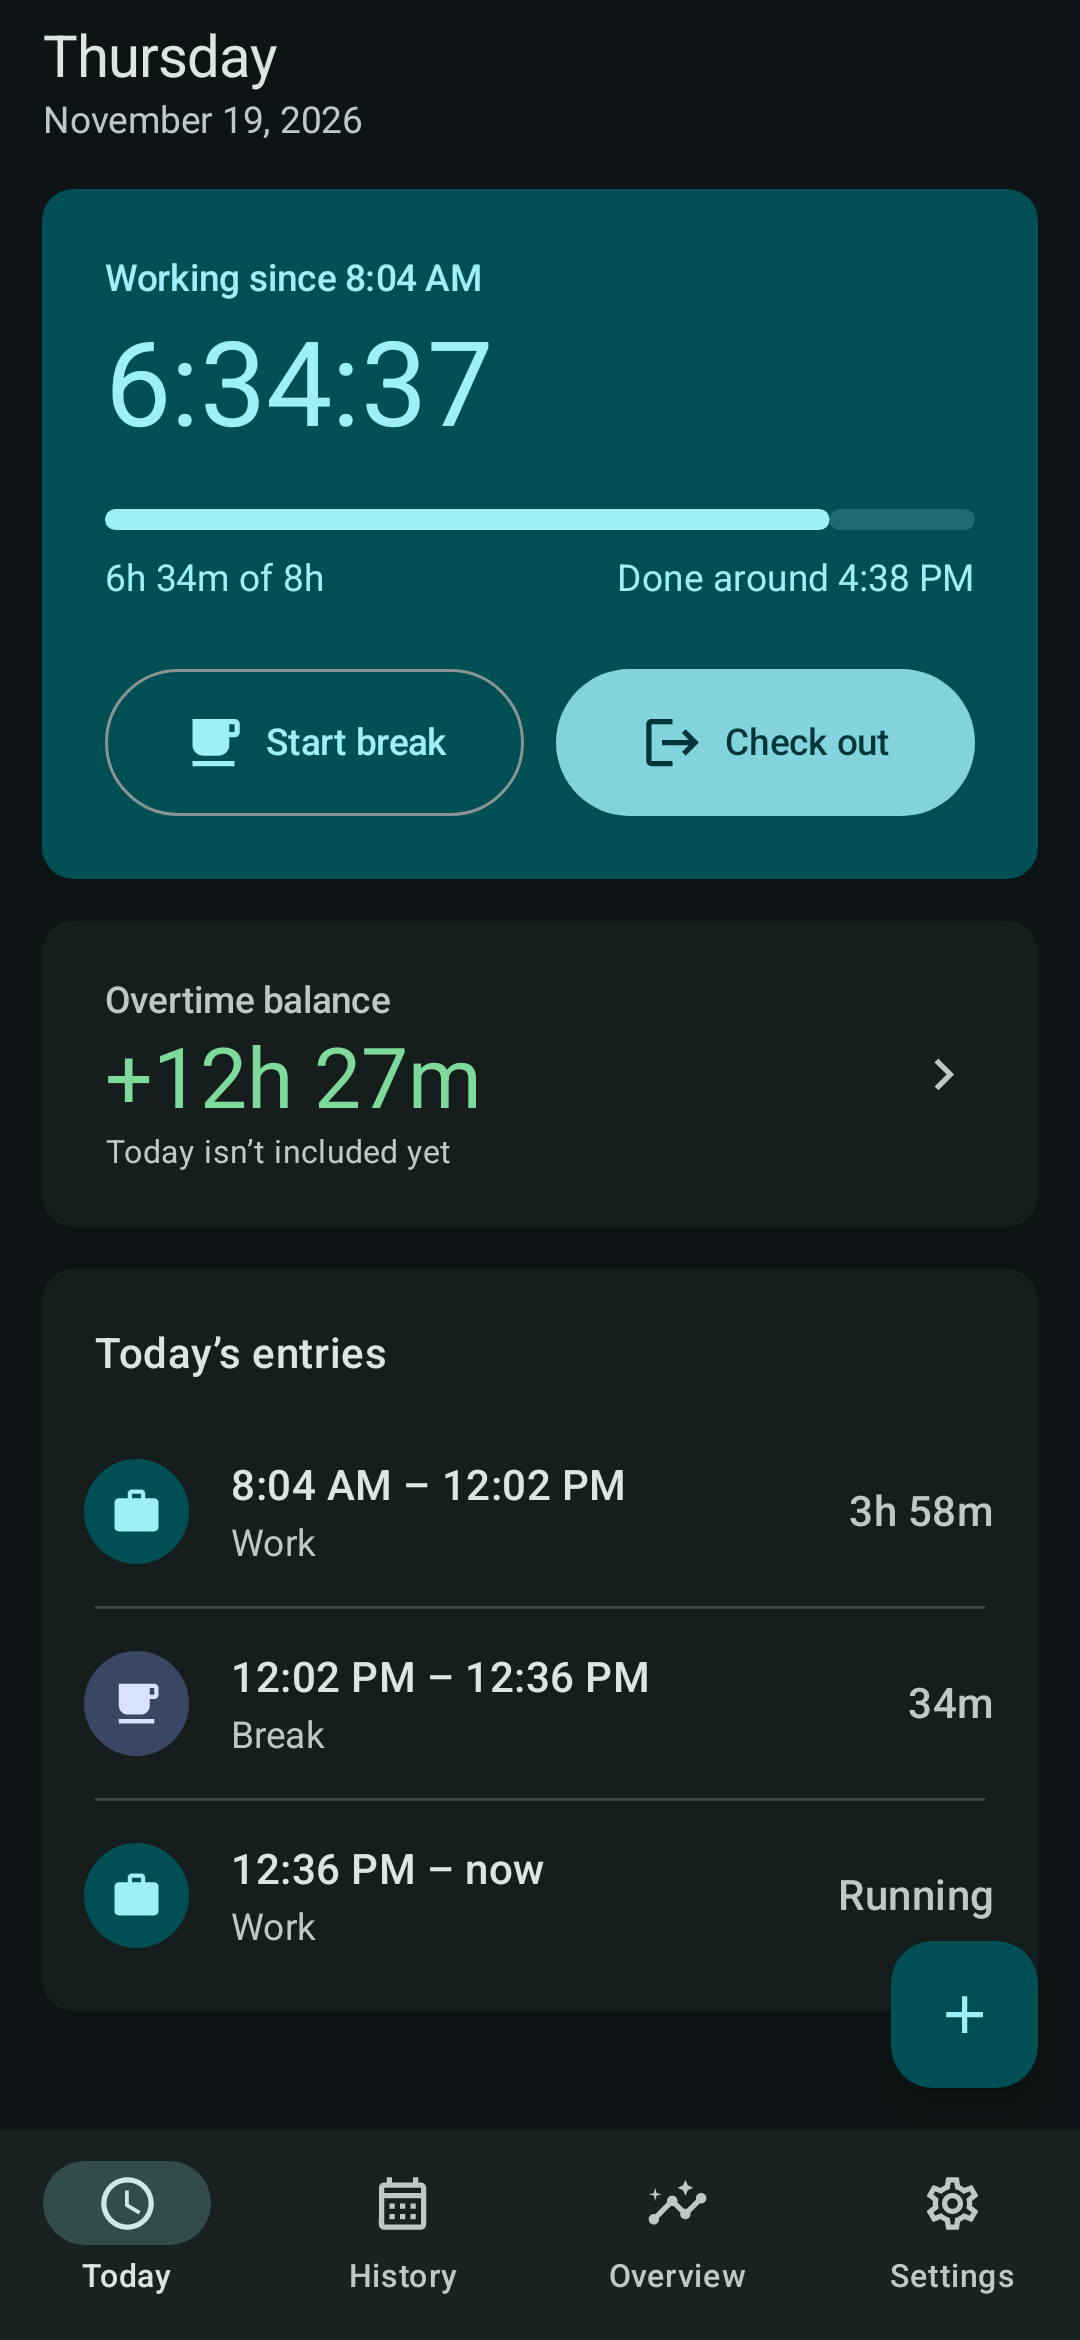 Thursday
November 19, 2026
Working since 8:04 AM
6:34:37
6h 34m of 8h
Done around 4:38 PM
Start break
Check out
Overtime balance
+12h 27m
Today isn’t included yet
Today’s entries
8:04 AM – 12:02 PM
Work
3h 58m
12:02 PM – 12:36 PM
Break
34m
12:36 PM – now
Work
Running
Today
History
Overview
Settings